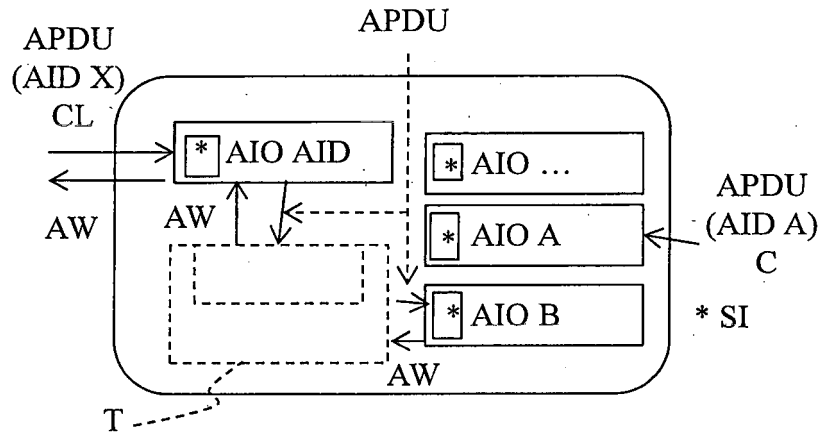 APDU
APDU
(AID X)
CL
* AIO AID
* AIO ...
AW
AW
* AIO A
APDU
(AID A)
C
* AIO B
* SI
AW
T